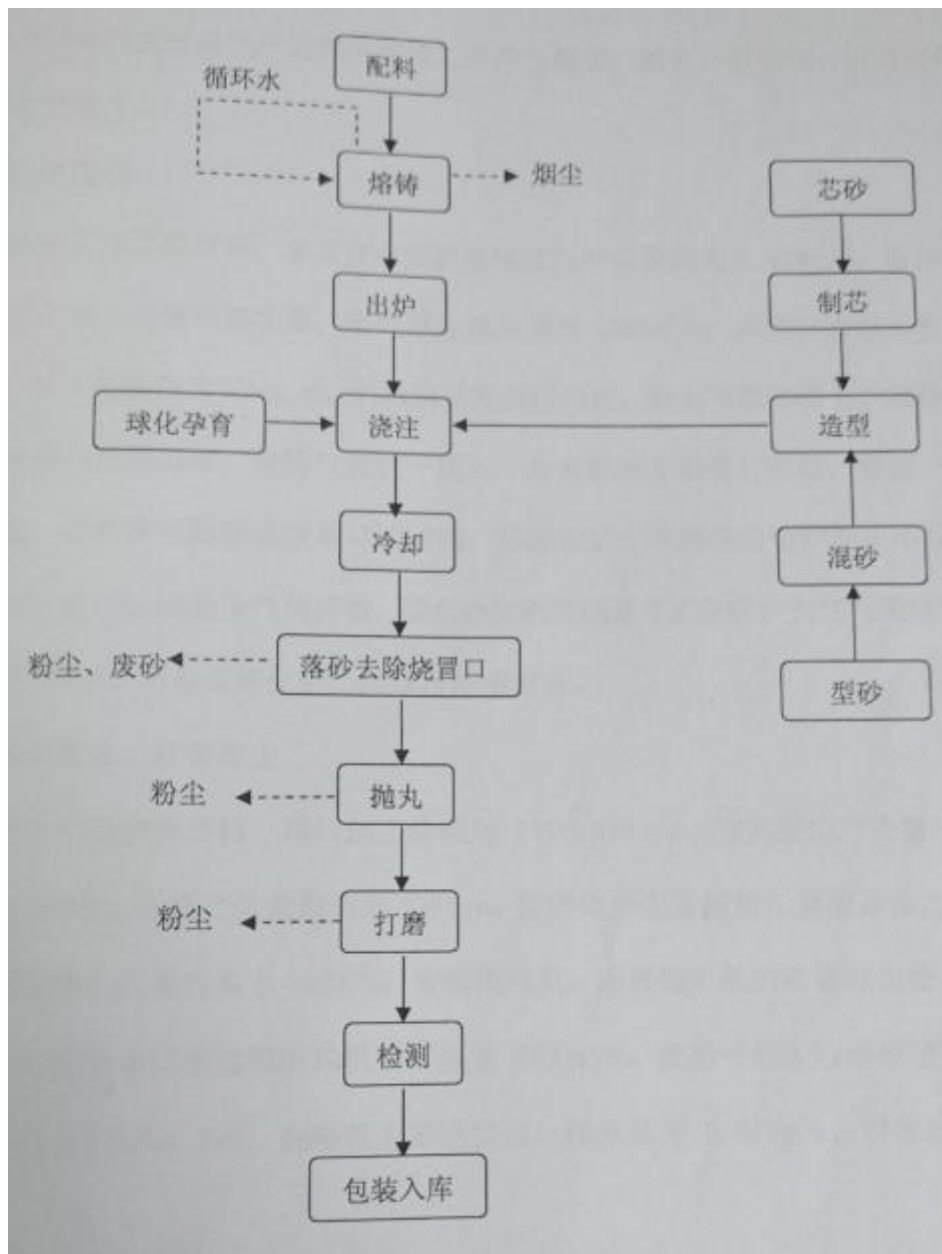 配料
循环水
熔铸
烟尘
芯砂
出炉
制芯
球化孕育
浇注
造型
冷却
混砂
粉尘、废砂
落砂去除烧冒口
型砂
粉尘
抛丸
粉尘
打磨
检测
包装入库